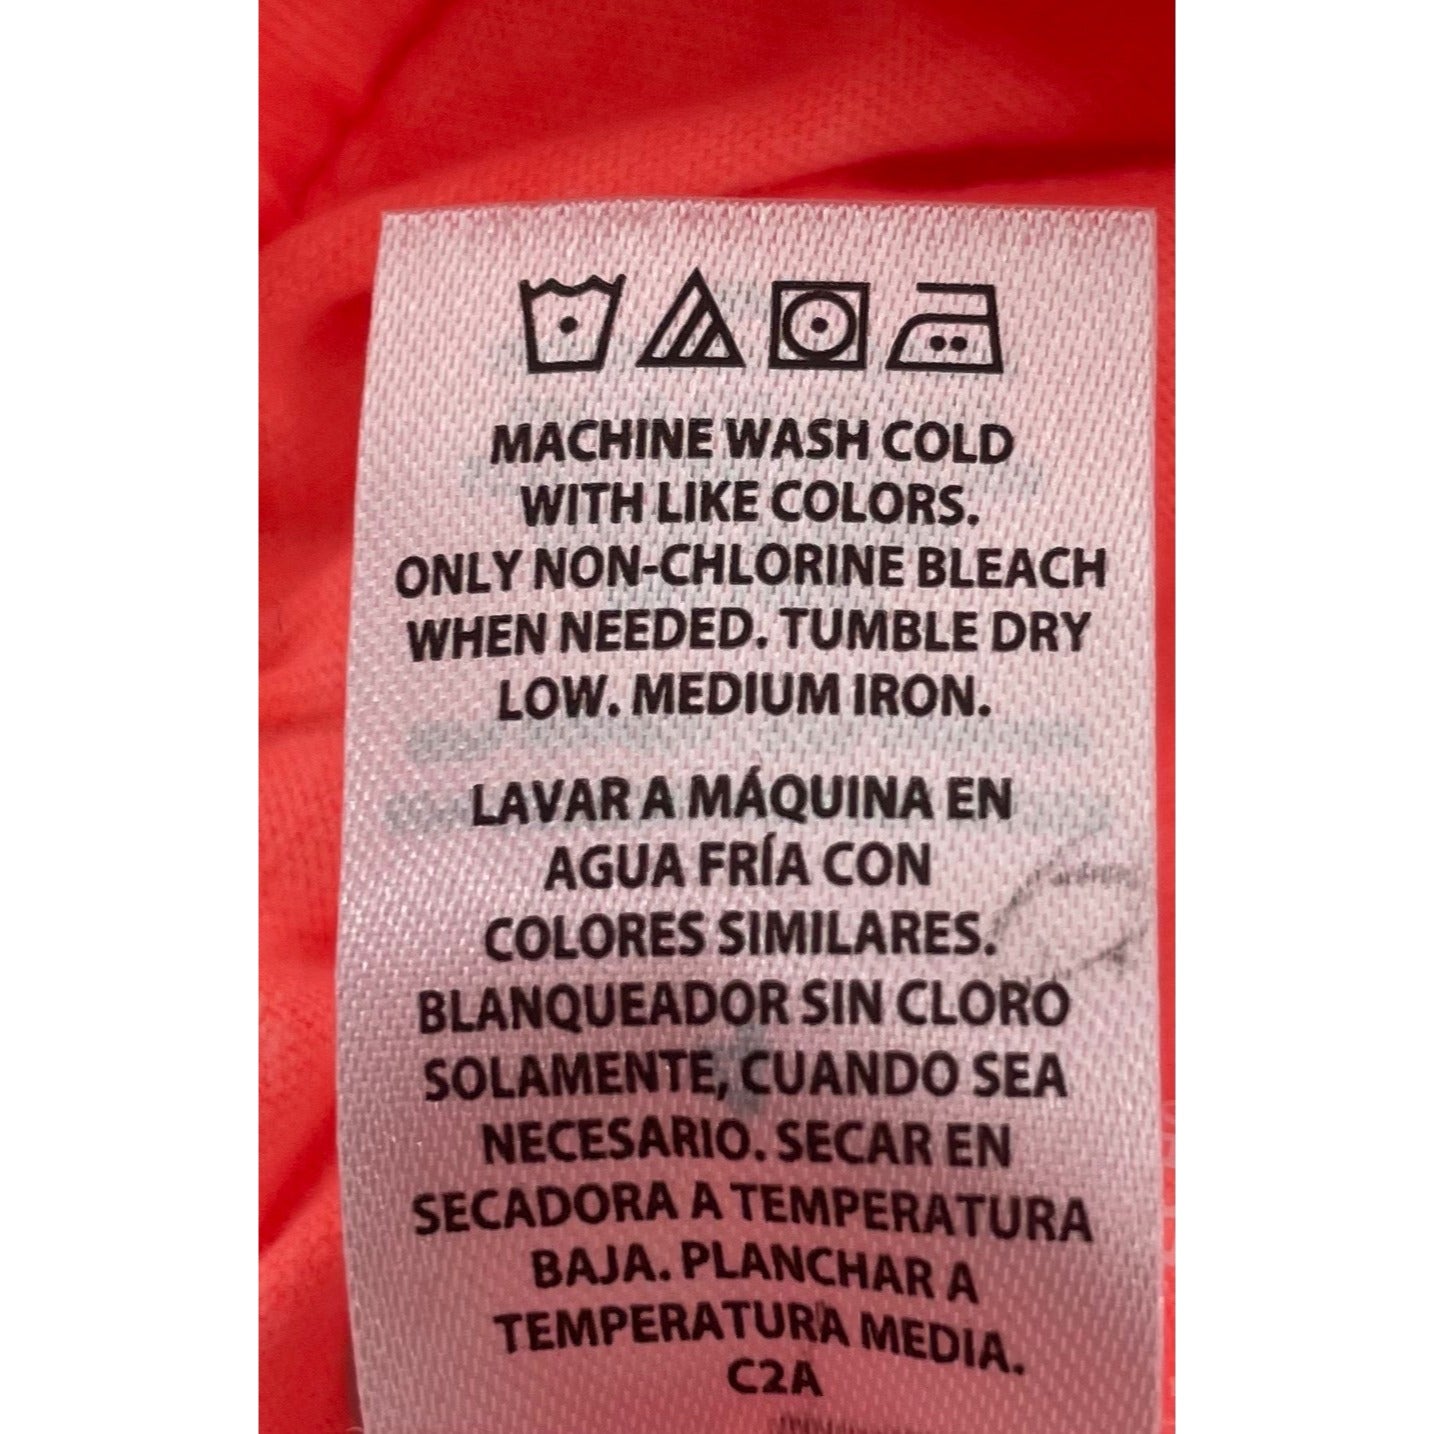 MACHINE WASH COLD
WITH LIKE COLORS.
ONLY NON-CHLORINE BLEACH
WHEN NEEDED. TUMBLE DRY
LOW. MEDIUM IRON.
LAVAR A MÁQUINA EN
AGUA FRÍA CON
COLORES SIMILARES.
BLANQUEADOR SIN CLORO
SOLAMENTE, CUANDO SEA
NECESARIO. SECAR EN
SECADORA A TEMPERATURA
BAJA. PLANCHAR A
TEMPERATURA MEDIA.
C2A